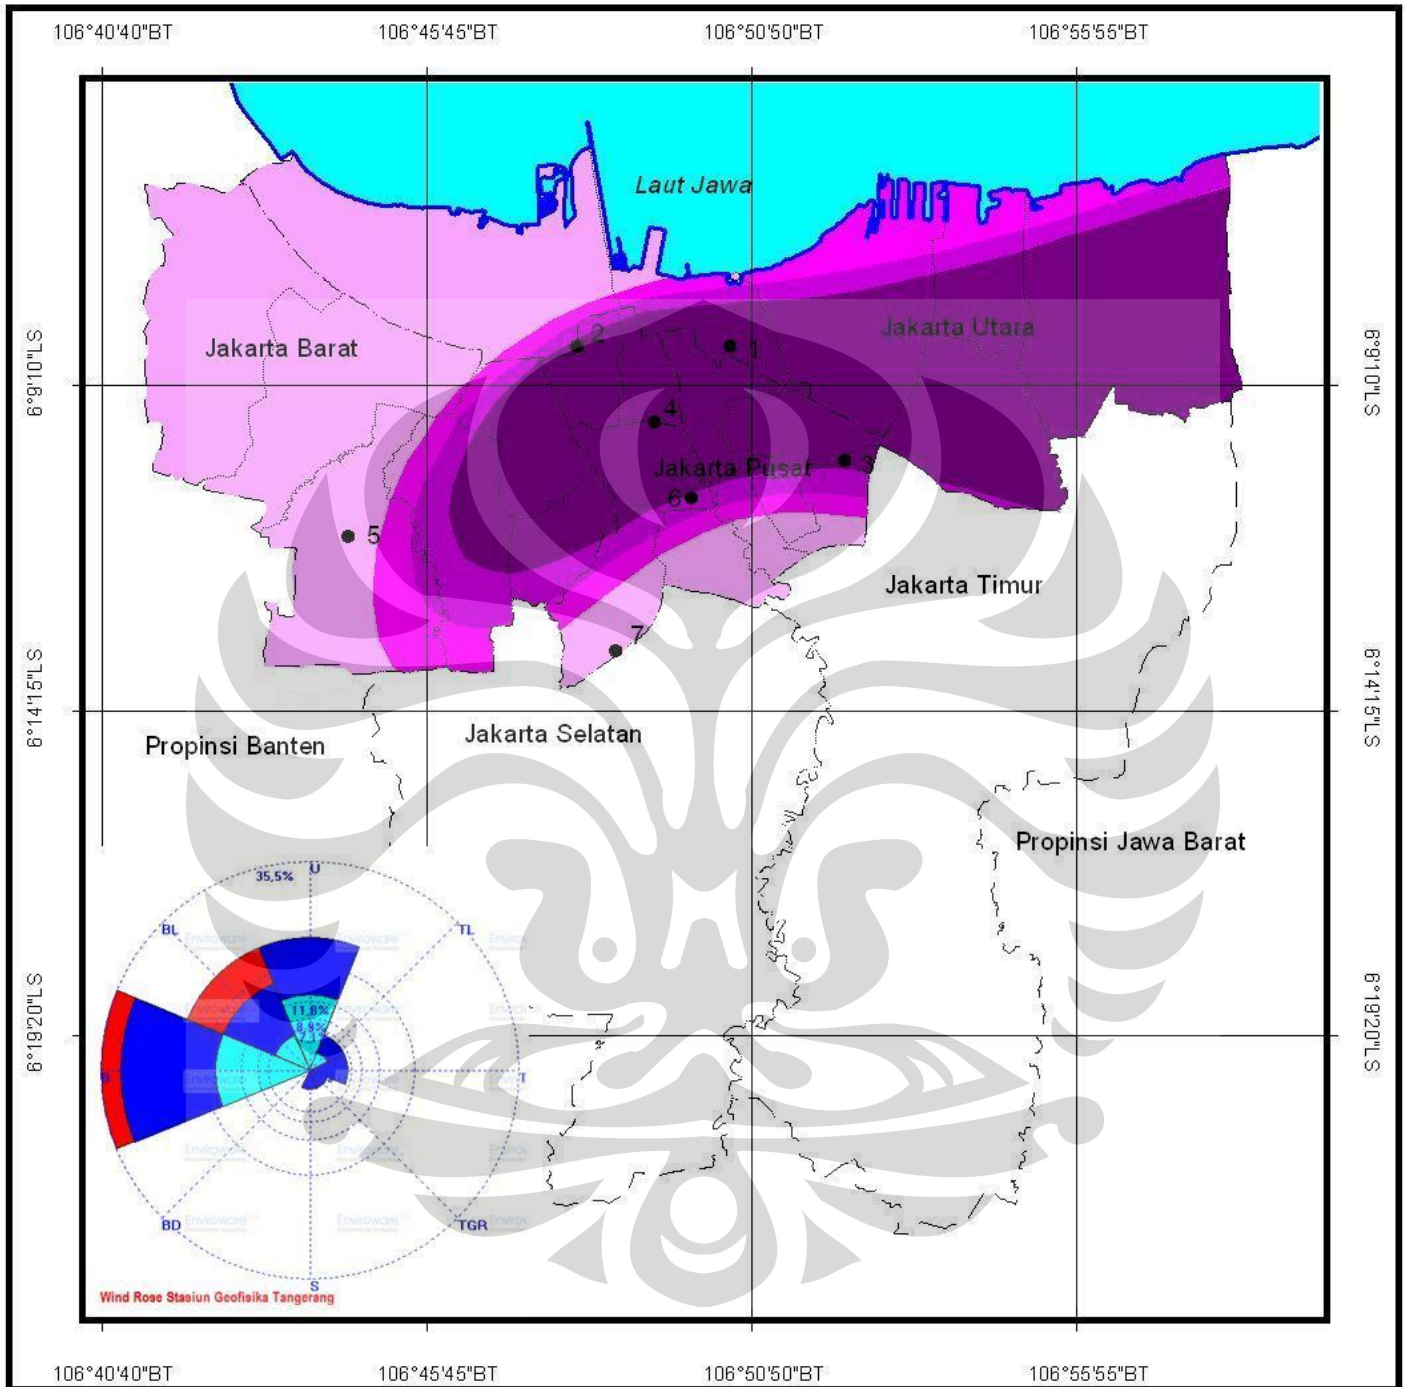 106°40'40"BT 106°45'45"BT 106°50'50"BT 106°55'55"BT
Laut Jawa
Jakarta Utara
2
1
Jakarta Barat
6°9'10"LS 6°9'10"LS
4
Jakarta Pusat 3
6
5
Jakarta Timur
7
6°14'15"LS 6°14'15"LS
Jakarta Selatan
Propinsi Banten
Propinsi Jawa Barat
35,5% U
BL TL
Enviroware Enviroware
11,8%
8,9%
7,1%
6°19'20"LS 6°19'20"LS
B T
BD TGR
S
Wind Rose Stasiun Geofisika Tangerang
106°40'40"BT 106°45'45"BT 106°50'50"BT 106°55'55"BT